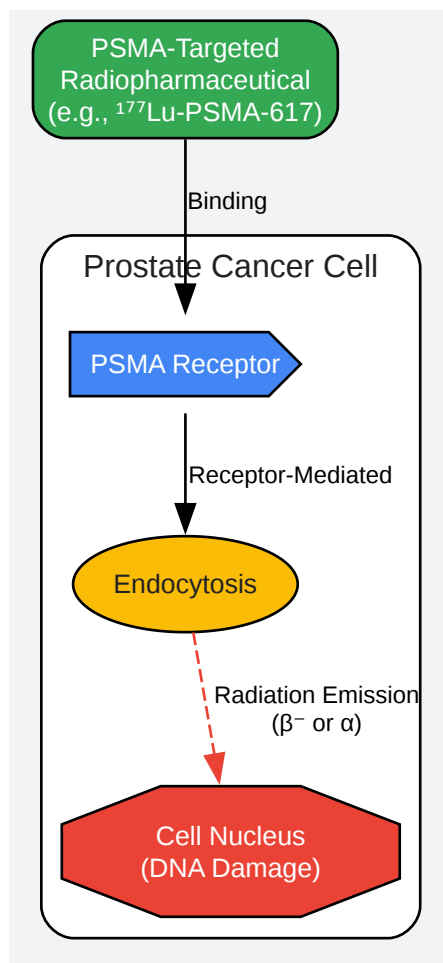 PSMA-Targeted
Radiopharmaceutical
(e.g., ¹⁷⁷Lu-PSMA-617)
Binding
Prostate Cancer Cell
PSMA Receptor
Receptor-Mediated
Endocytosis
Radiation Emission
(β⁻ or α)
Cell Nucleus
(DNA Damage)